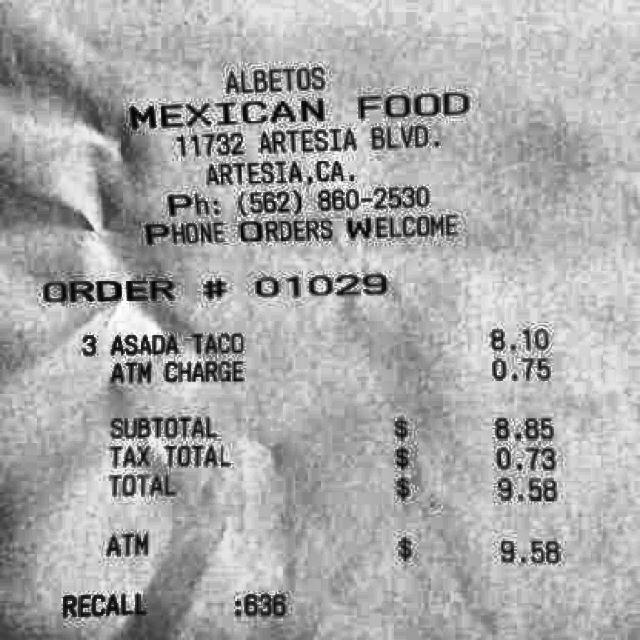 ALBETOS
MEXICAN FOOD
11732 ARTESIA BLVD.
ARTESIA,CA.
Ph: (562) 860-2530
PHONE ORDERS WELCOME
ORDER # 01029
3 ASADA TACO 8.10
ATM CHARGE 0.75
SUBTOTAL $ 8.85
TAX TOTAL $ 0.73
TOTAL $ 9.58
ATM $ 9.58
RECALL :636